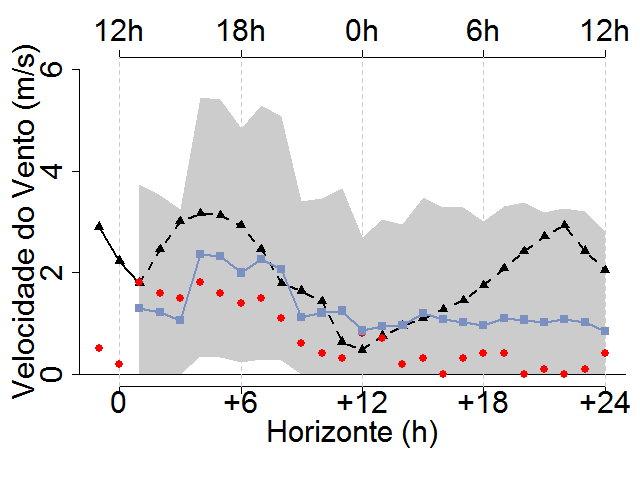 12h 18h 0h 6h 12h
Velocidade do Vento (m/s)
6
4
2
0
0 +6 +12 +18 +24
Horizonte (h)